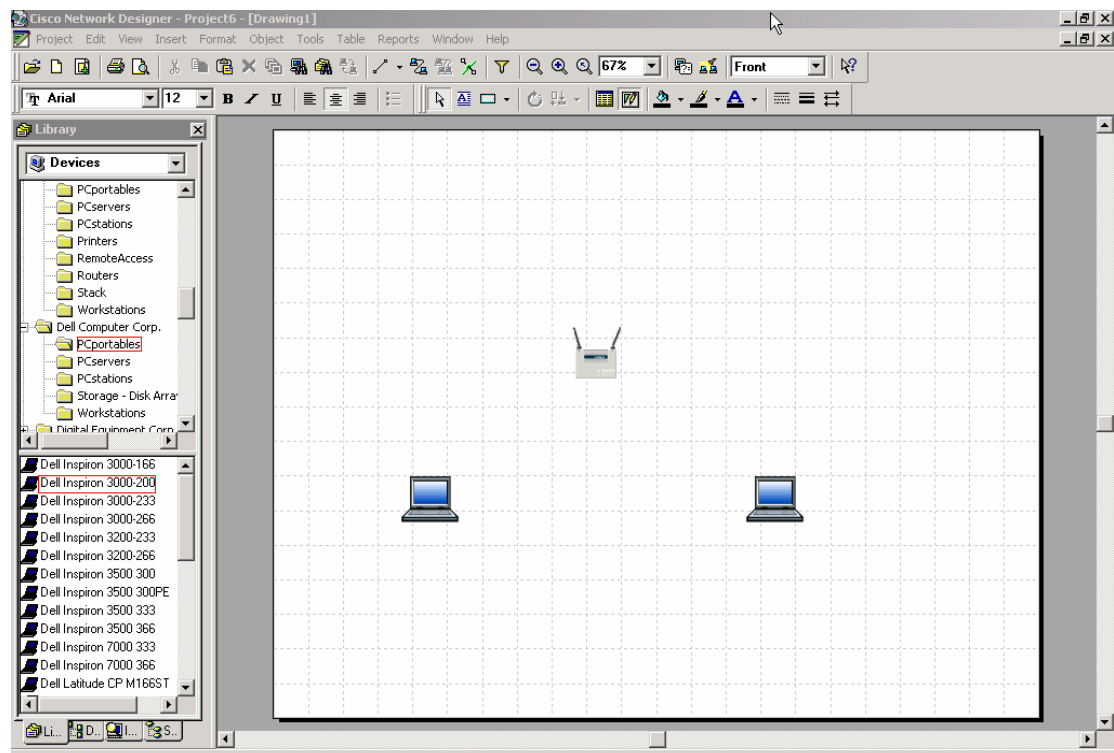 Cisco Network Designer - Project6 - [Drawing1]
Project Edit View Insert Format Object Tools Table Reports Window Help
67% Front
Arial 12 B I U
Library
Devices
PCportables
PCservers
PCstations
Printers
RemoteAccess
Routers
Stack
Workstations
Dell Computer Corp.
PCportables
PCservers
PCstations
Storage - Disk Arra
Workstations
Digital Equipment Corp
Dell Inspiron 3000-166
Dell Inspiron 3000-200
Dell Inspiron 3000-233
Dell Inspiron 3000-266
Dell Inspiron 3200-233
Dell Inspiron 3200-266
Dell Inspiron 3500 300
Dell Inspiron 3500 300PE
Dell Inspiron 3500 333
Dell Inspiron 3500 366
Dell Inspiron 7000 333
Dell Inspiron 7000 366
Dell Latitude CP M166ST
Li... D.. I... S..